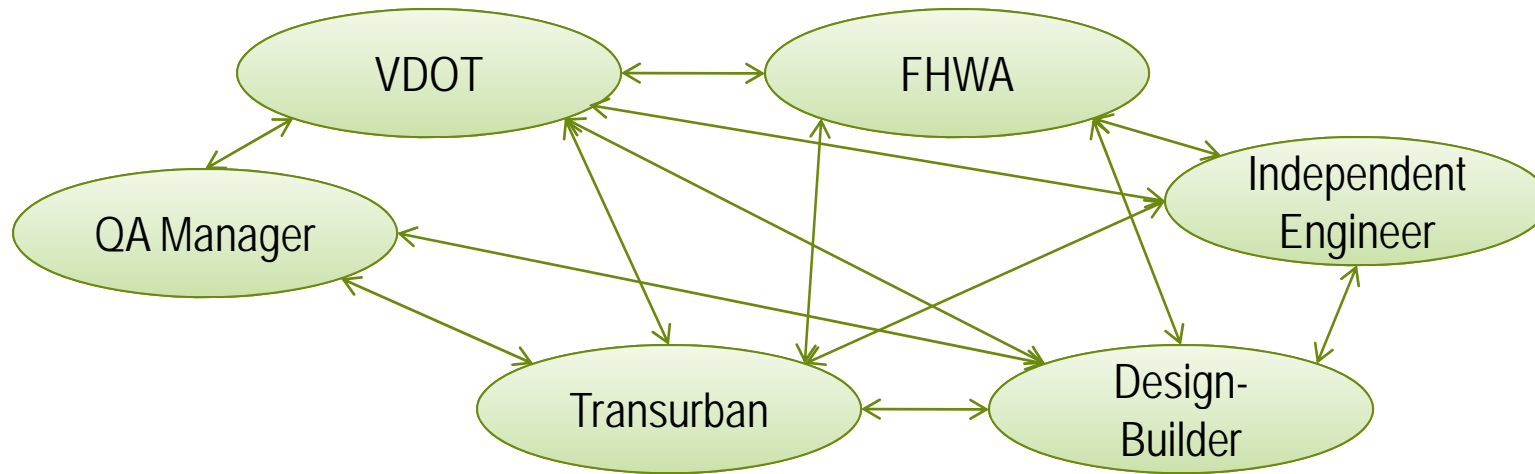 VDOT
FHWA
Independent
Engineer
QA Manager
Transurban
Design-
Builder